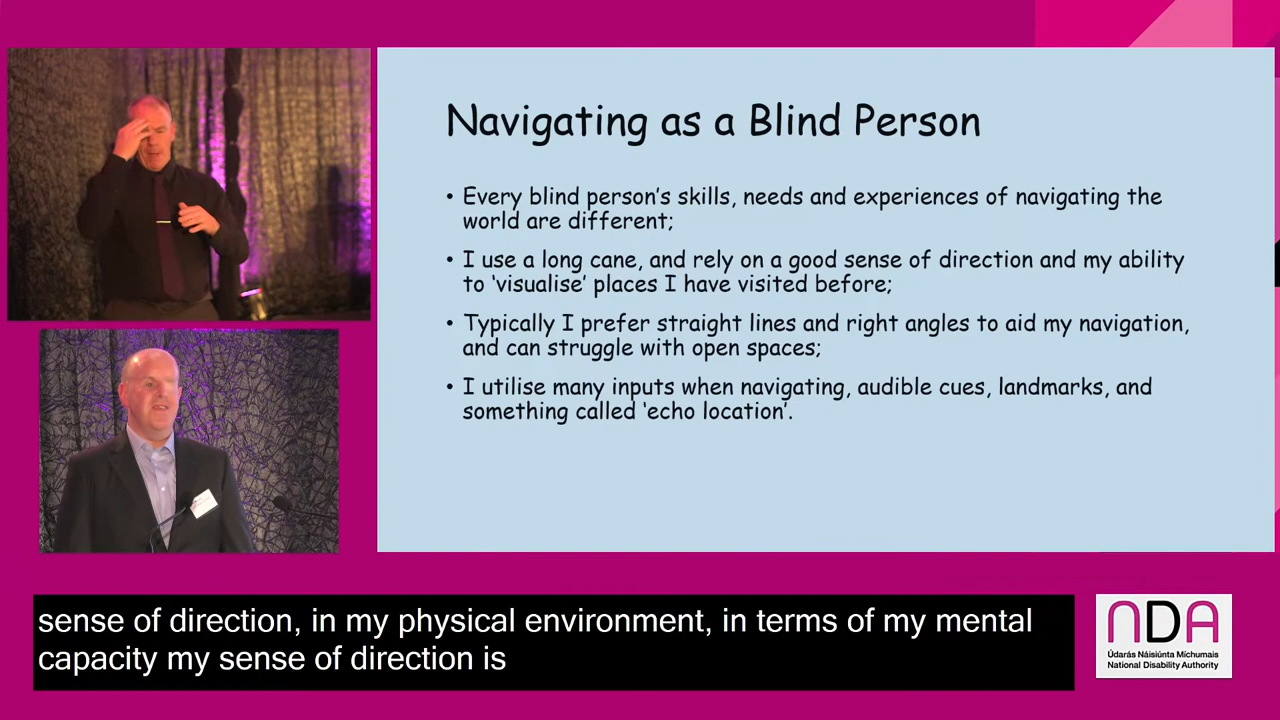 Navigating as a Blind Person
• Every blind person's skills, needs and experiences of navigating the
world are different;
• I use a long cane, and rely on a good sense of direction and my ability
to ‘visualise’ places I have visited before;
• Typically I prefer straight lines and right angles to aid my navigation,
and can struggle with open spaces;
• I utilise many inputs when navigating, audible cues, landmarks, and
something called ‘echo location’.
sense of direction, in my physical environment, in terms of my mental
capacity my sense of direction is
NDA
Údarás Náisiúnta Míchumais
National Disability Authority